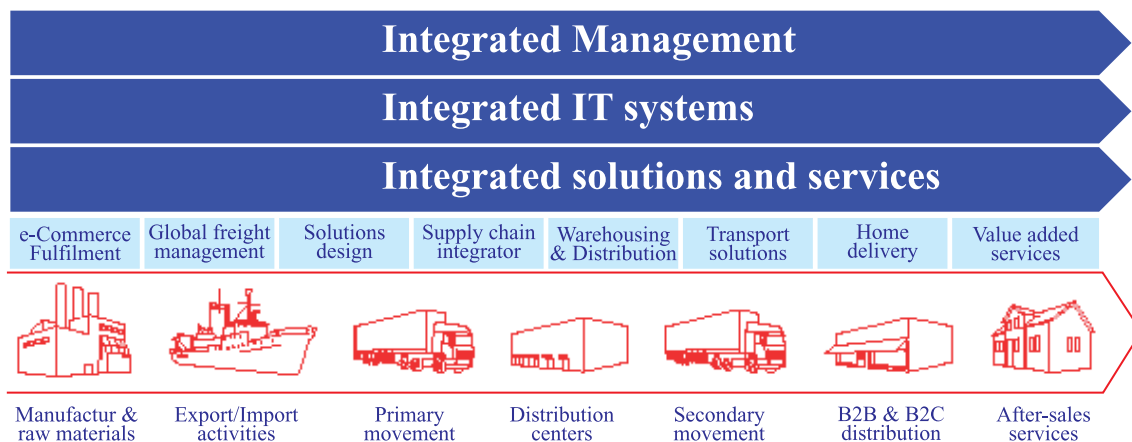 Integrated Management
Integrated IT systems
Integrated solutions and services
e-Commerce
Fulfilment
Global freight
management
Solutions
design
Supply chain
integrator
Warehousing
& Distribution
Transport
solutions
Home
delivery
Value added
services
Manufactur &
raw materials
Export/Import
activities
Primary
movement
Distribution
centers
Secondary
movement
B2B & B2C
distribution
After-sales
services